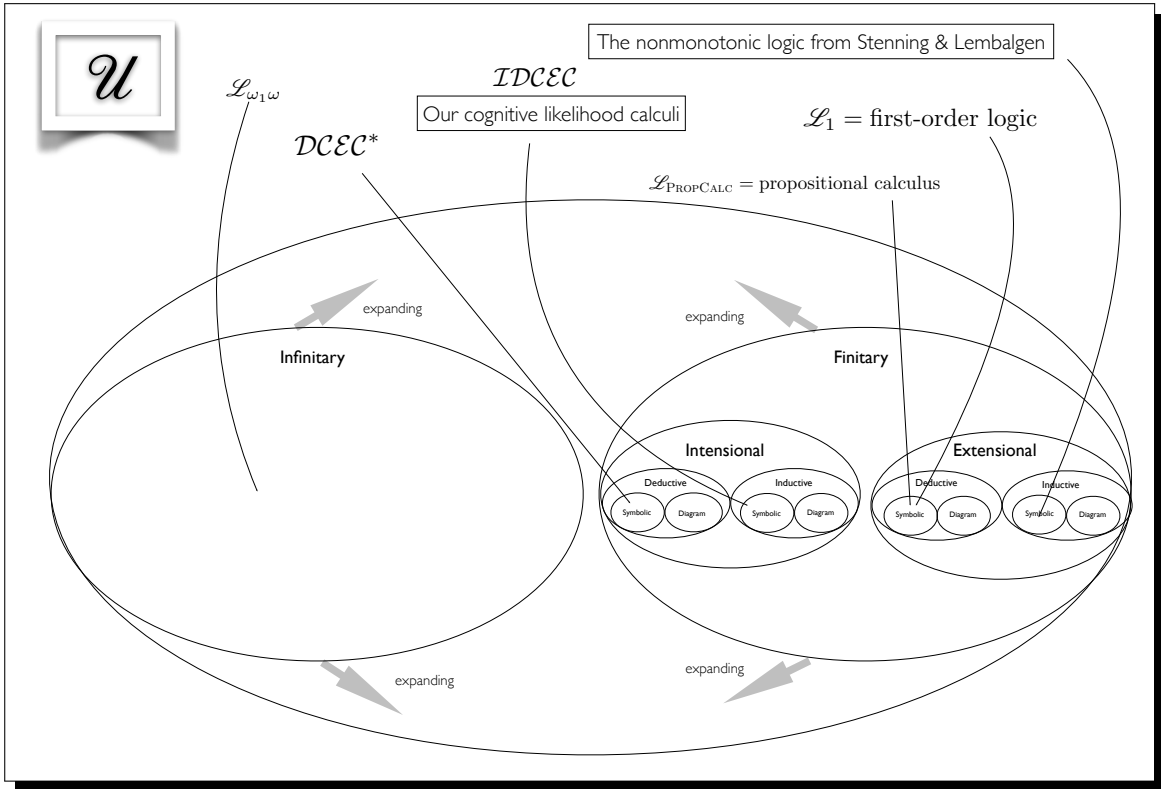 The nonmonotonic logic from Stenning & Lembalgen
𝒰
ℒω₁ω
IDCEC
Our cognitive likelihood calculi
ℒ₁ = first-order logic
DCEC*
ℒPROPCALC = propositional calculus
expanding
expanding
Infinitary
Finitary
Intensional
Extensional
Deductive
Inductive
Deductive
Inductive
Symbolic
Diagram
Symbolic
Diagram
Symbolic
Diagram
Symbolic
Diagram
expanding
expanding